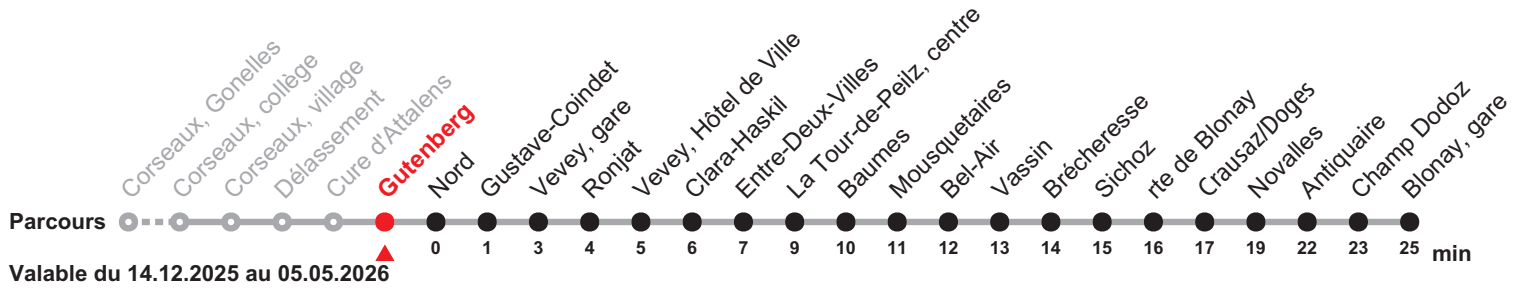 Corseaux, Gonelles
Corseaux, collège
Corseaux, village
Délassement
Cure d'Attalens
Gutenberg
Nord
Gustave-Coindet
Vevey, gare
Ronjat
Vevey, Hôtel de Ville
Clara-Haskil
Entre-Deux-Villes
La Tour-de-Peilz, centre
Baumes
Mousquetaires
Bel-Air
Vassin
Brécheresse
Sichoz
rte de Blonay
Crausaz/Doges
Novalles
Antiquaire
Champ Dodoz
Blonay, gare
Parcours
0 1 3 4 5 6 7 9 10 11 12 13 14 15 16 17 19 22 23 25 min
Valable du 14.12.2025 au 05.05.2026